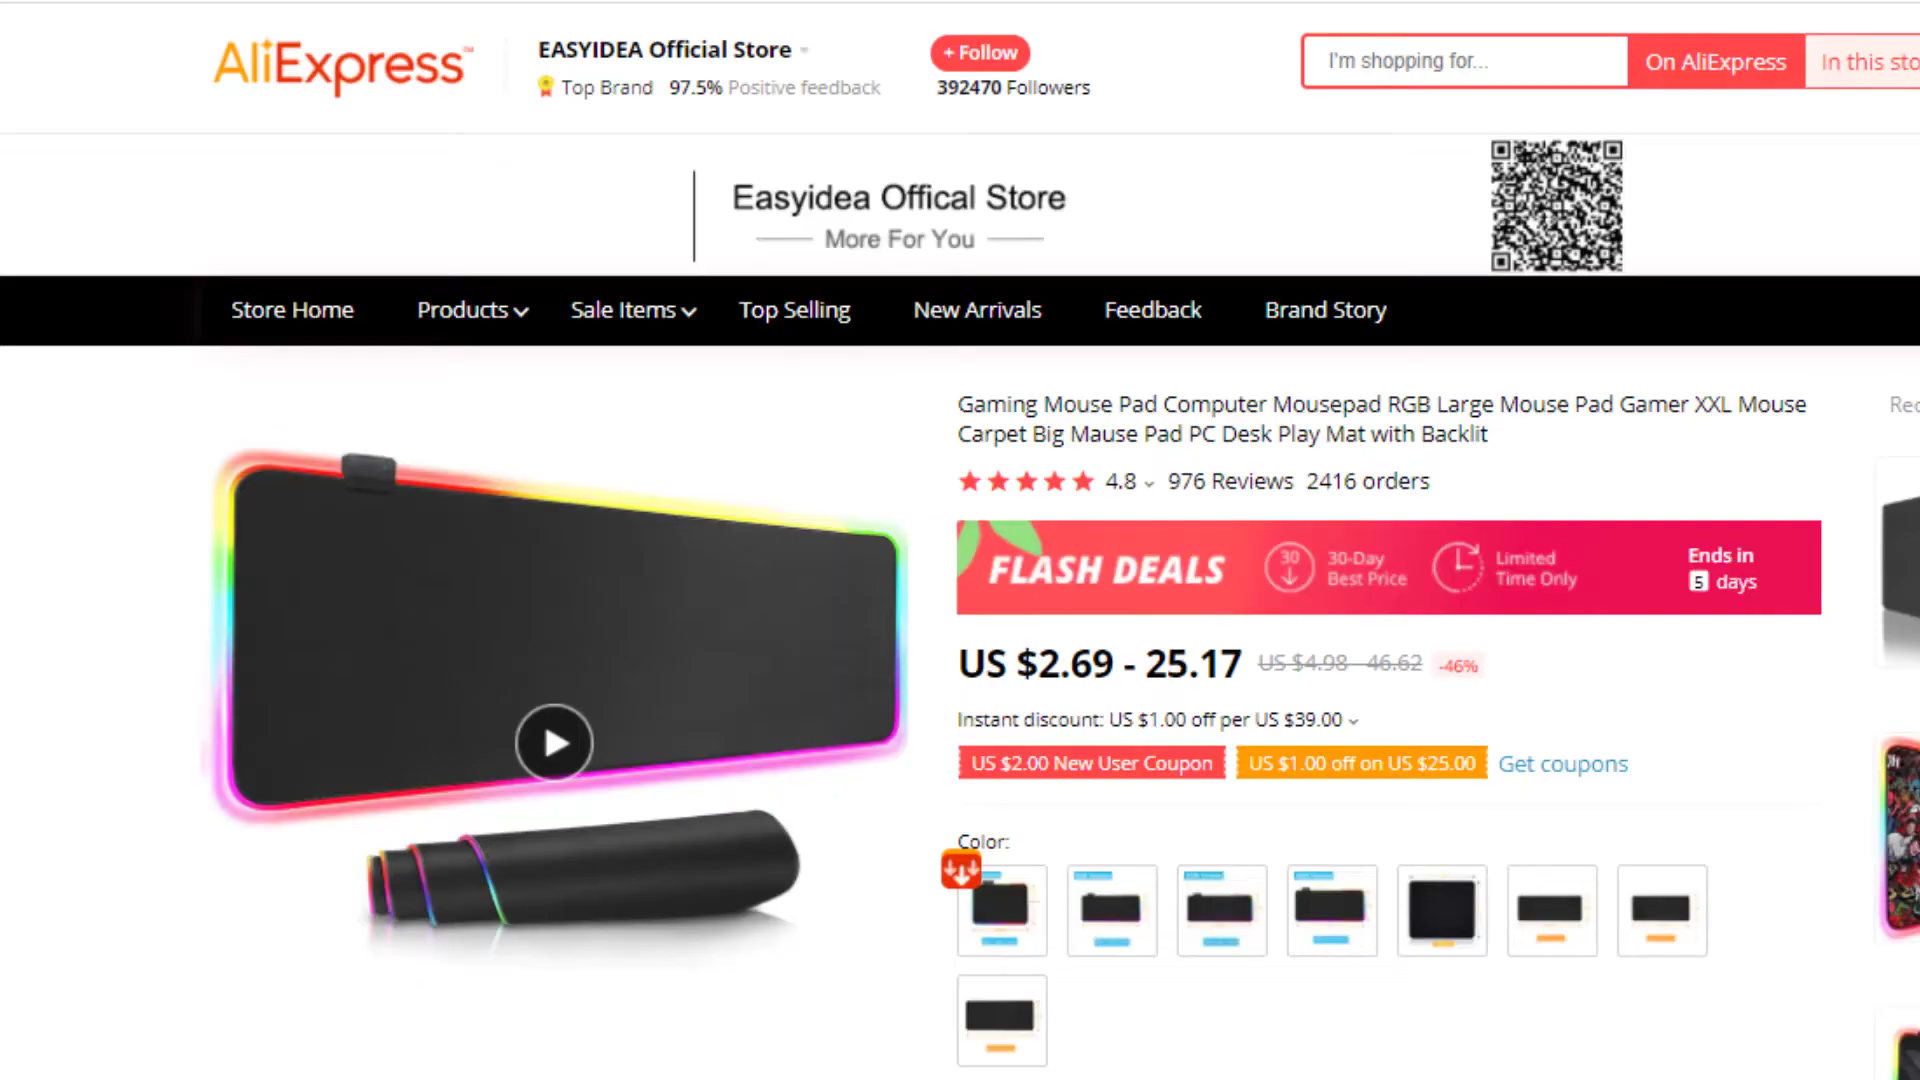 AliExpress™
EASYIDEA Official Store
Top Brand 97.5% Positive feedback
+ Follow
392470 Followers
I'm shopping for...
On AliExpress
In this sto
Easyidea Offical Store
More For You
Store Home Products Sale Items Top Selling New Arrivals Feedback Brand Story
Gaming Mouse Pad Computer Mousepad RGB Large Mouse Pad Gamer XXL Mouse
Carpet Big Mause Pad PC Desk Play Mat with Backlit
Rec
4.8 976 Reviews 2416 orders
FLASH DEALS
30
30-Day
Best Price
Limited
Time Only
Ends in
5 days
US $2.69 - 25.17 US $4.98 - 46.62 -46%
Instant discount: US $1.00 off per US $39.00
US $2.00 New User Coupon US $1.00 off on US $25.00 Get coupons
Color: